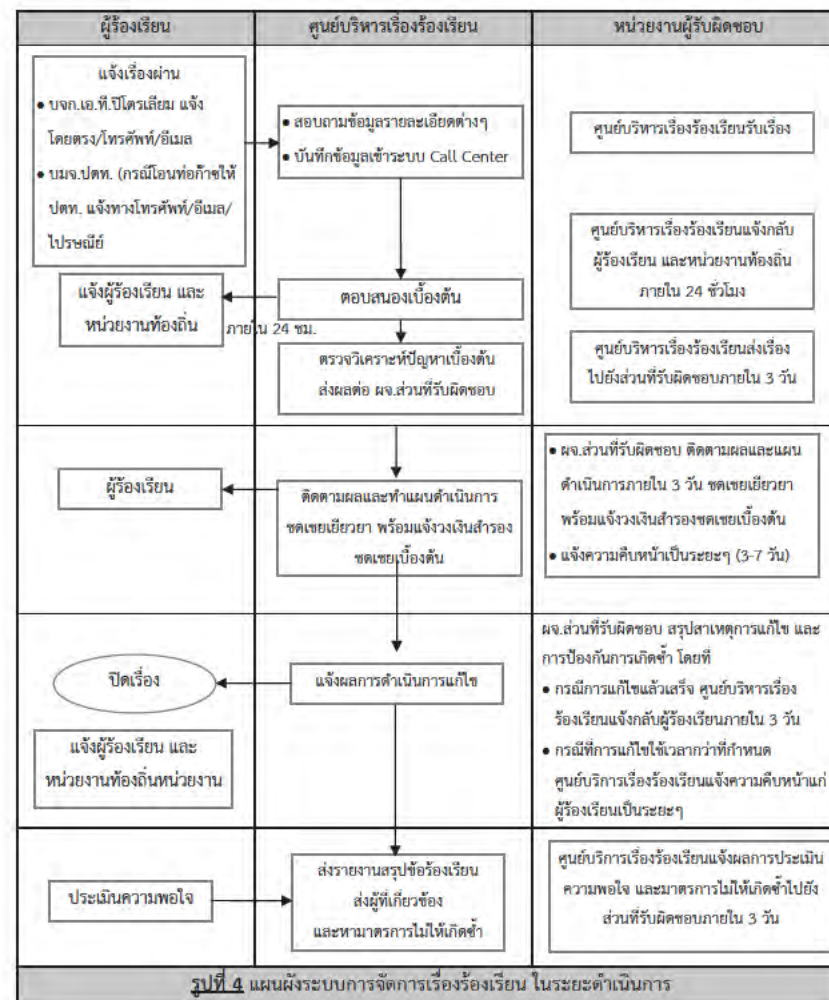 ผู้ร้องเรียน
ศูนย์บริหารเรื่องร้องเรียน
หน่วยงานผู้รับผิดชอบ
แจ้งเรื่องผ่าน
● บจก.เอ.ที.ปิโตรเลียม แจ้ง
โดยตรง/โทรศัพท์/อีเมล
● บมจ.ปตท. (กรณีโอนท่อก๊าซให้
ปตท. แจ้งทางโทรศัพท์/อีเมล/
ไปรษณีย์
● สอบถามข้อมูลรายละเอียดต่างๆ
● บันทึกข้อมูลเข้าระบบ Call Center
ศูนย์บริหารเรื่องร้องเรียนรับเรื่อง
ศูนย์บริหารเรื่องร้องเรียนแจ้งกลับ
ผู้ร้องเรียน และหน่วยงานท้องถิ่น
ภายใน 24 ชั่วโมง
แจ้งผู้ร้องเรียน และ
หน่วยงานท้องถิ่น
ภายใน 24 ชม.
ตอบสนองเบื้องต้น
ตรวจวิเคราะห์ปัญหาเบื้องต้น
ส่งผลต่อ ผจ.ส่วนที่รับผิดชอบ
ศูนย์บริหารเรื่องร้องเรียนส่งเรื่อง
ไปยังส่วนที่รับผิดชอบภายใน 3 วัน
ผู้ร้องเรียน
ติดตามผลและทำแผนดำเนินการ
ชดเชยเยียวยา พร้อมแจ้งวงเงินสำรอง
ชดเชยเบื้องต้น
● ผจ.ส่วนที่รับผิดชอบ ติดตามผลและแผน
ดำเนินการภายใน 3 วัน ชดเชยเยียวยา
พร้อมแจ้งวงเงินสำรองชดเชยเบื้องต้น
● แจ้งความคืบหน้าเป็นระยะๆ (3-7 วัน)
ปิดเรื่อง
แจ้งผู้ร้องเรียน และ
หน่วยงานท้องถิ่นหน่วยงาน
แจ้งผลการดำเนินการแก้ไข
ผจ.ส่วนที่รับผิดชอบ สรุปสาเหตุการแก้ไข และ
การป้องกันการเกิดซ้ำ โดยที่
● กรณีการแก้ไขแล้วเสร็จ ศูนย์บริหารเรื่อง
ร้องเรียนแจ้งกลับผู้ร้องเรียนภายใน 3 วัน
● กรณีที่การแก้ไขใช้เวลากว่าที่กำหนด
ศูนย์บริการเรื่องร้องเรียนแจ้งความคืบหน้าแก่
ผู้ร้องเรียนเป็นระยะๆ
ประเมินความพอใจ
ส่งรายงานสรุปข้อร้องเรียน
ส่งผู้ที่เกี่ยวข้อง
และหามาตรการไม่ให้เกิดซ้ำ
ศูนย์บริการเรื่องร้องเรียนแจ้งผลการประเมิน
ความพอใจ และมาตรการไม่ให้เกิดซ้ำไปยัง
ส่วนที่รับผิดชอบภายใน 3 วัน
รูปที่ 4 แผนผังระบบการจัดการเรื่องร้องเรียน ในระยะดำเนินการ